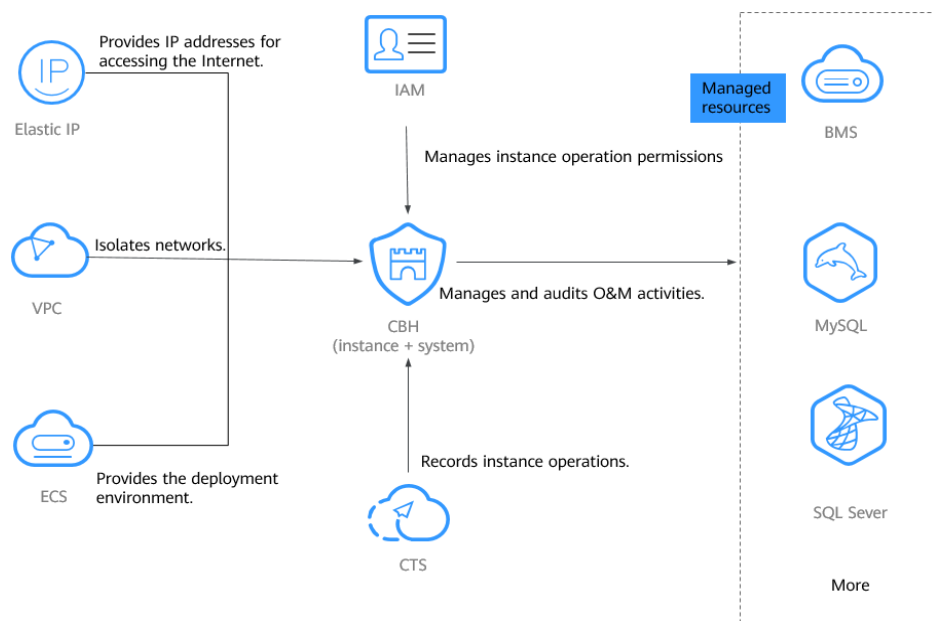 Provides IP addresses for
accessing the Internet.
IP
Elastic IP
IAM
Managed
resources
BMS
Manages instance operation permissions
Isolates networks.
VPC
Manages and audits O&M activities.
CBH
(instance + system)
MySQL
Records instance operations.
Provides the deployment
environment.
ECS
CTS
SQL Sever
More